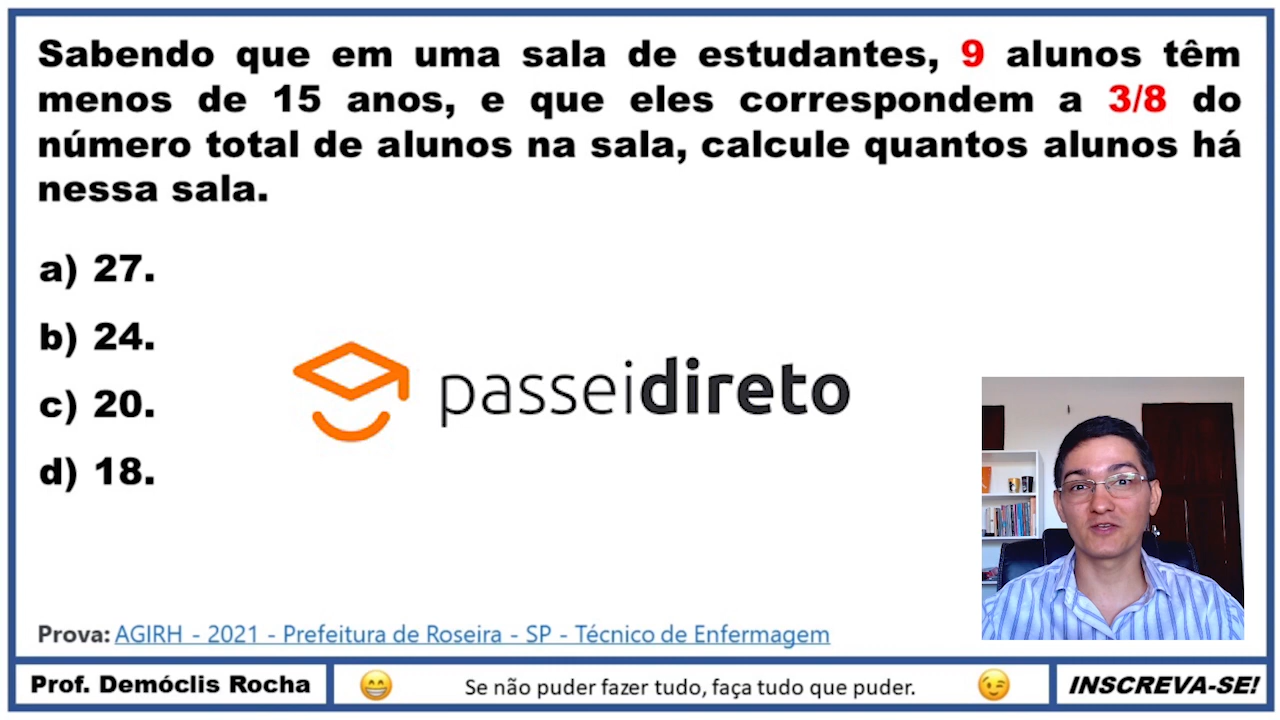 Sabendo que em uma sala de estudantes, 9 alunos têm
menos de 15 anos, e que eles correspondem a 3/8 do
número total de alunos na sala, calcule quantos alunos há
nessa sala.
a) 27.
b) 24.
c) 20.
d) 18.
passeidireto
Prova: AGIRH - 2021 - Prefeitura de Roseira - SP - Técnico de Enfermagem
Prof. Demóclis Rocha
Se não puder fazer tudo, faça tudo que puder.
INSCREVA-SE!